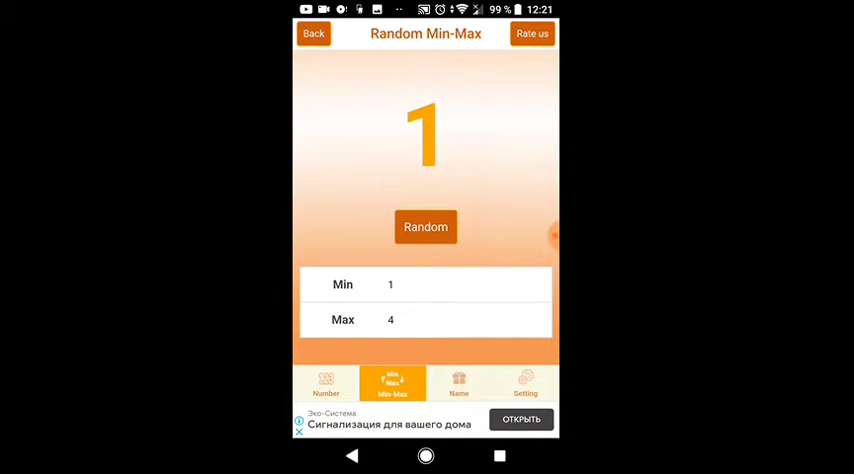 99 % 12:21
Back Random Min-Max Rate us
1
Random
Min 1
Max 4
Number
Min
Max
Min-Max
Name
Setting
Эко-Система
Сигнализация для вашего дома
ОТКРЫТЬ